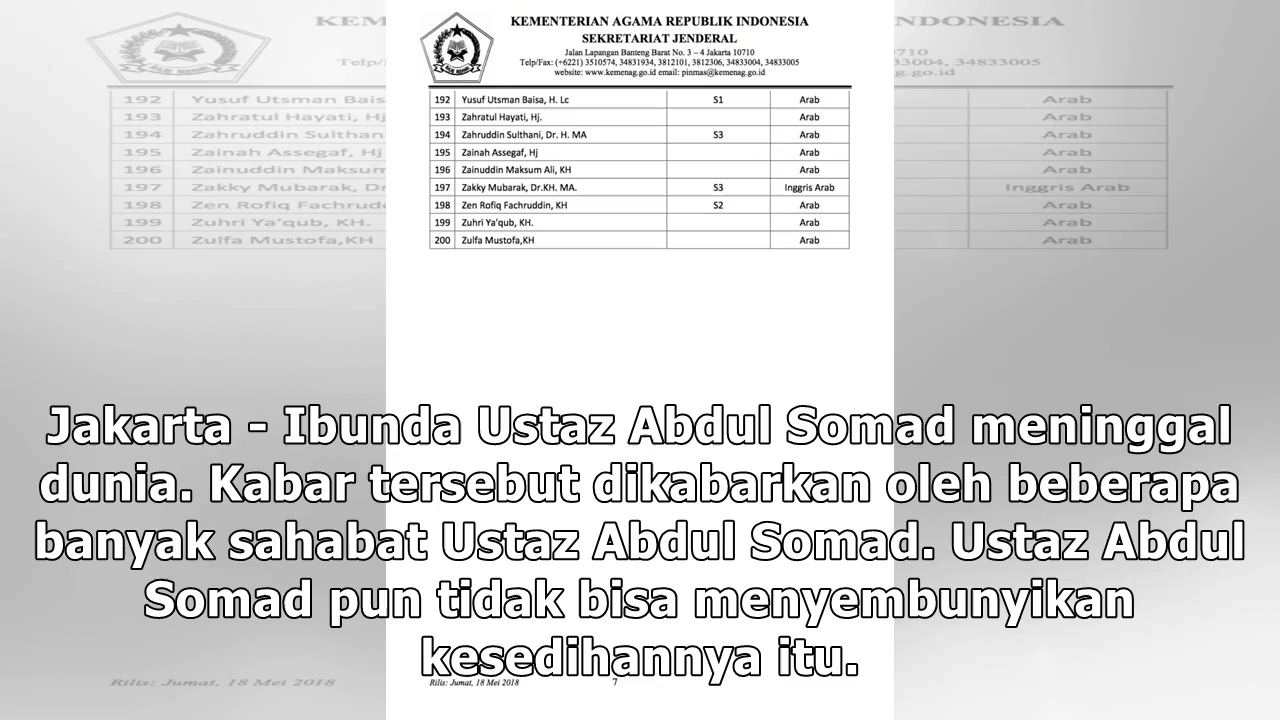 KEMENTERIAN AGAMA REPUBLIK INDONESIA
SEKRETARIAT JENDERAL
Jalan Lapangan Banteng Barat No. 3 – 4 Jakarta 10710
Telp/Fax: (+6221) 3510574, 34831934, 3812101, 3812306, 34833004, 34833005
website: www.kemenag.go.id email: pinmas@kemenag.go.id
192 Yusuf Utsman Baisa, H. Lc S1 Arab
193 Zahratul Hayati, Hj. Arab
194 Zahruddin Sulthani, Dr. H. MA S3 Arab
195 Zainah Assegaf, Hj Arab
196 Zainuddin Maksum Ali, KH Arab
197 Zakky Mubarak, Dr.KH. MA. S3 Inggris Arab
198 Zen Rofiq Fachruddin, KH S2 Arab
199 Zuhri Ya'qub, KH. Arab
200 Zulfa Mustofa,KH Arab
Jakarta - Ibunda Ustaz Abdul Somad meninggal
dunia. Kabar tersebut dikabarkan oleh beberapa
banyak sahabat Ustaz Abdul Somad. Ustaz Abdul
Somad pun tidak bisa menyembunyikan
kesedihannya itu.
Rilis: Jumat, 18 Mei 2018 7